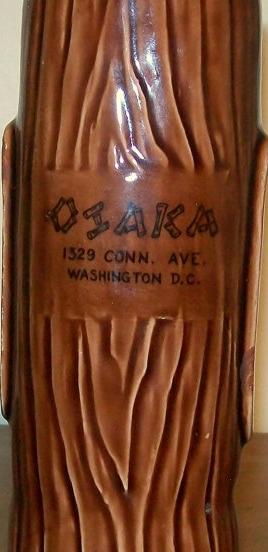 OSAKA
1329 CONN. AVE.
WASHINGTON D.C.